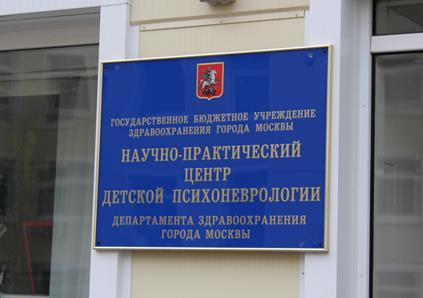 ГОСУДАРСТВЕННОЕ БЮДЖЕТНОЕ УЧРЕЖДЕНИЕ
ЗДРАВООХРАНЕНИЯ ГОРОДА МОСКВЫ
НАУЧНО-ПРАКТИЧЕСКИЙ
ЦЕНТР
ДЕТСКОЙ ПСИХОНЕВРОЛОГИИ
ДЕПАРТАМЕНТА ЗДРАВООХРАНЕНИЯ
ГОРОДА МОСКВЫ